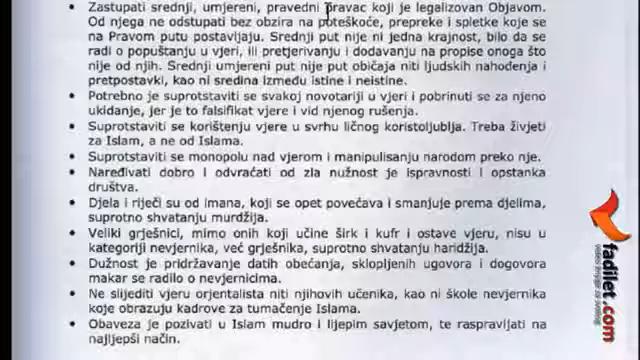 • Zastupati srednji, umjereni, pravedni pravac koji je legalizovan Objavom.
Od njega ne odstupati bez obzira na poteškoće, prepreke i spletke koje se
na Pravom putu postavljaju. Srednji put nije ni jedna krajnost, bilo da se
radi o popuštanju u vjeri, ili pretjerivanju i dodavanju na propise onoga što
nije od njih. Srednji umjereni put nije put običaja niti ljudskih nahođenja i
pretpostavki, kao ni sredina između istine i neistine.
• Potrebno je suprotstaviti se svakoj novotariji u vjeri i pobrinuti se za njeno
ukidanje, jer je to falsifikat vjere i vid njenog rušenja.
• Suprotstaviti se korištenju vjere u svrhu ličnog koristoljublja. Treba živjeti
za Islam, a ne od Islama.
• Suprotstaviti se monopolu nad vjerom i manipulisanju narodom preko nje.
• Naređivati dobro i odvraćati od zla nužnost je ispravnosti i opstanka
društva.
• Djela i riječi su od imana, koji se opet povećava i smanjuje prema djelima,
suprotno shvatanju murdžija.
• Veliki grješnici, mimo onih koji učine širk i kufr i ostave vjeru, nisu u
kategoriji nevjernika, već grješnika, suprotno shvatanju haridžija.
• Dužnost je pridržavanje datih obećanja, sklopljenih ugovora i dogovora
makar se radilo o nevjernicima.
• Ne slijediti vjeru orjentalista niti njihovih učenika, kao ni škole nevjernika
koje obrazuju kadrove za tumačenje Islama.
• Obaveza je pozivati u Islam mudro i lijepim savjetom, te raspravljati na
najljepši način.
fadilet.com